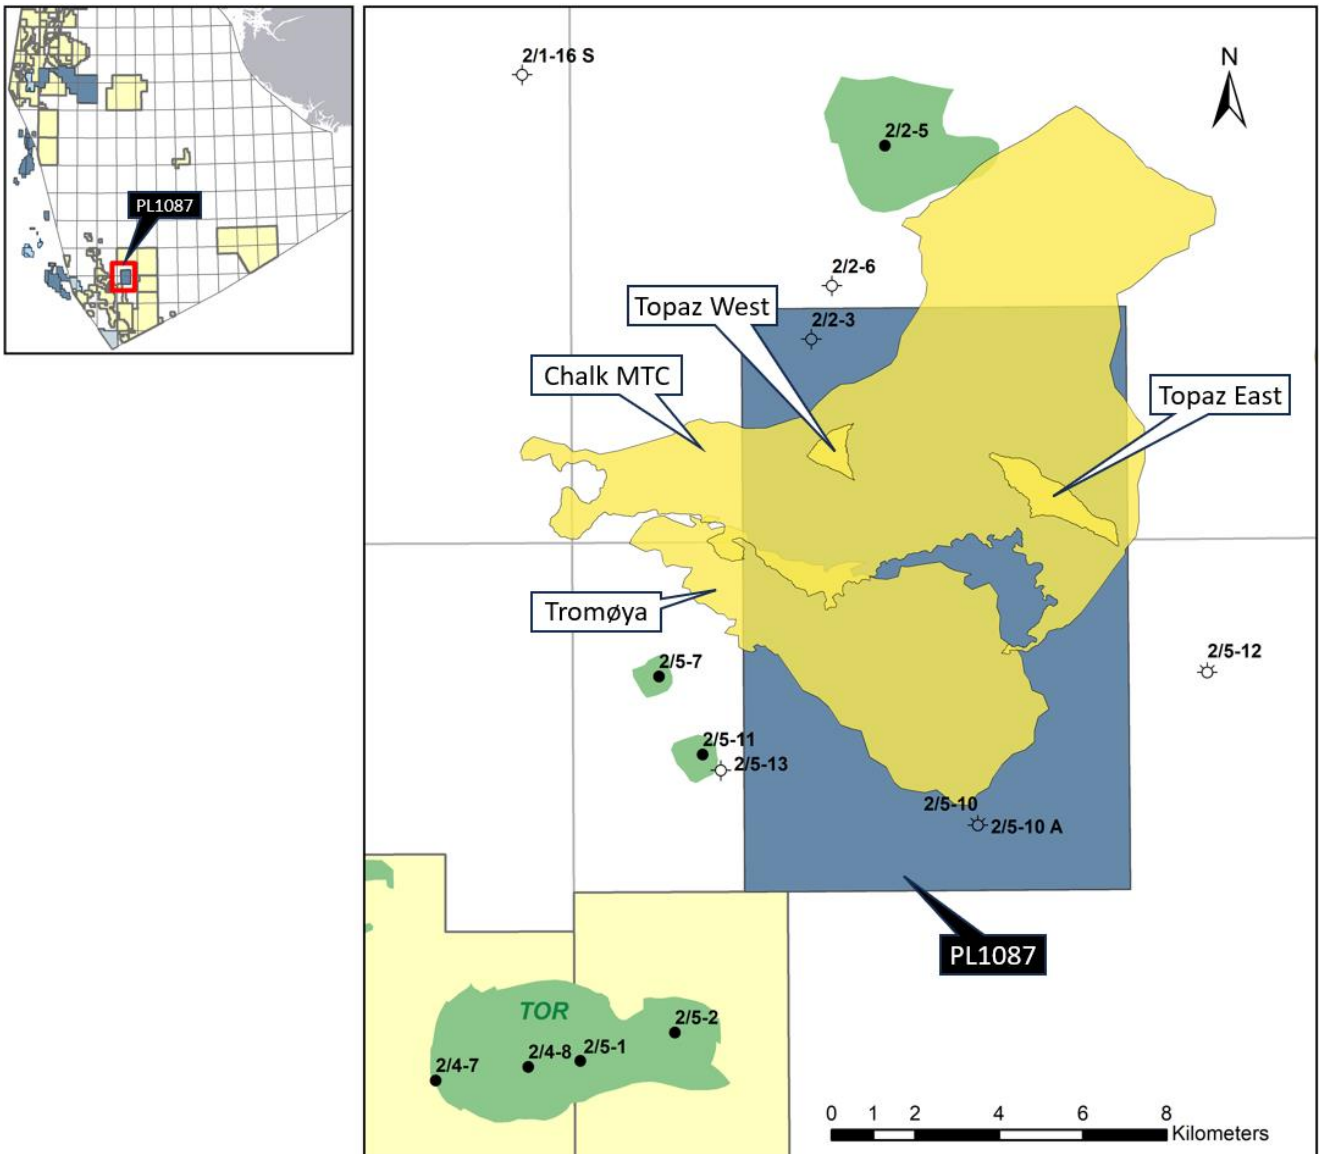 PL1087
2/1-16 S
N
2/2-5
2/2-6
Topaz West
2/2-3
Chalk MTC
Topaz East
Tromøya
2/5-7
2/5-12
2/5-11
2/5-13
2/5-10
2/5-10 A
PL1087
TOR
2/5-2
2/4-8
2/5-1
2/4-7
0 1 2 4 6 8
Kilometers